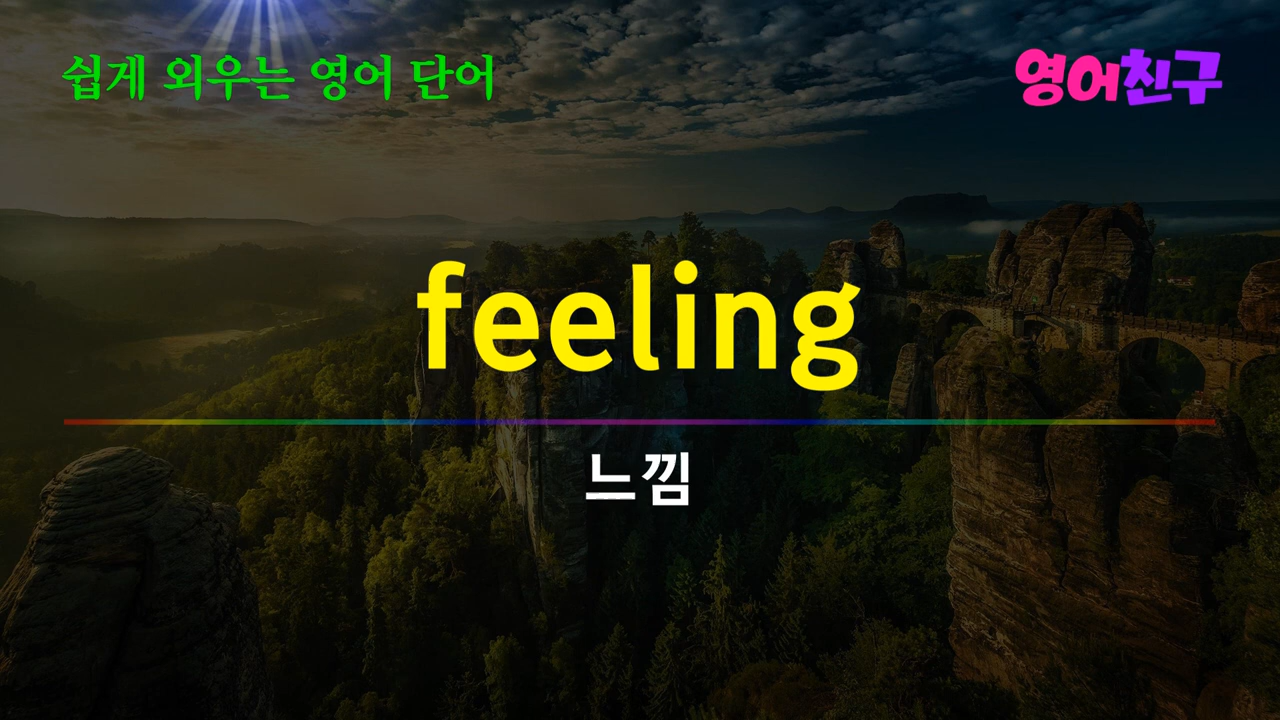 쉽게 외우는 영어 단어
영어친구
feeling
느낌